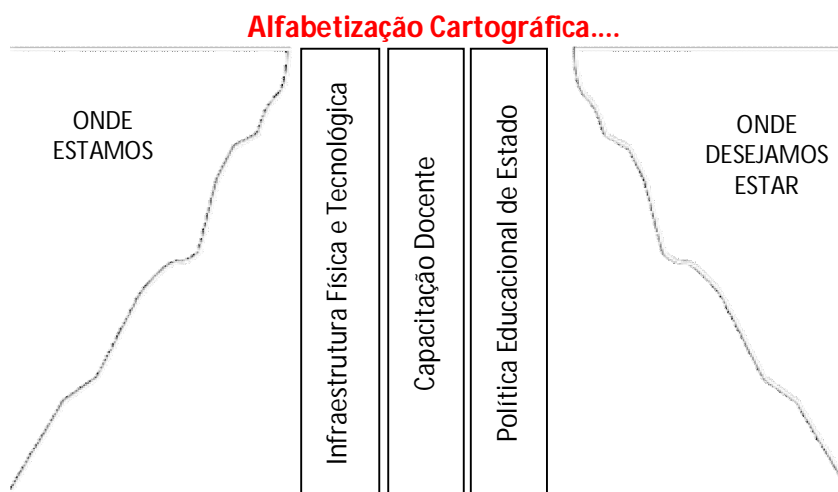 Alfabetização Cartográfica....
ONDE
ESTAMOS
Infraestrutura Física e Tecnológica
Capacitação Docente
Política Educacional de Estado
ONDE
DESEJAMOS
ESTAR